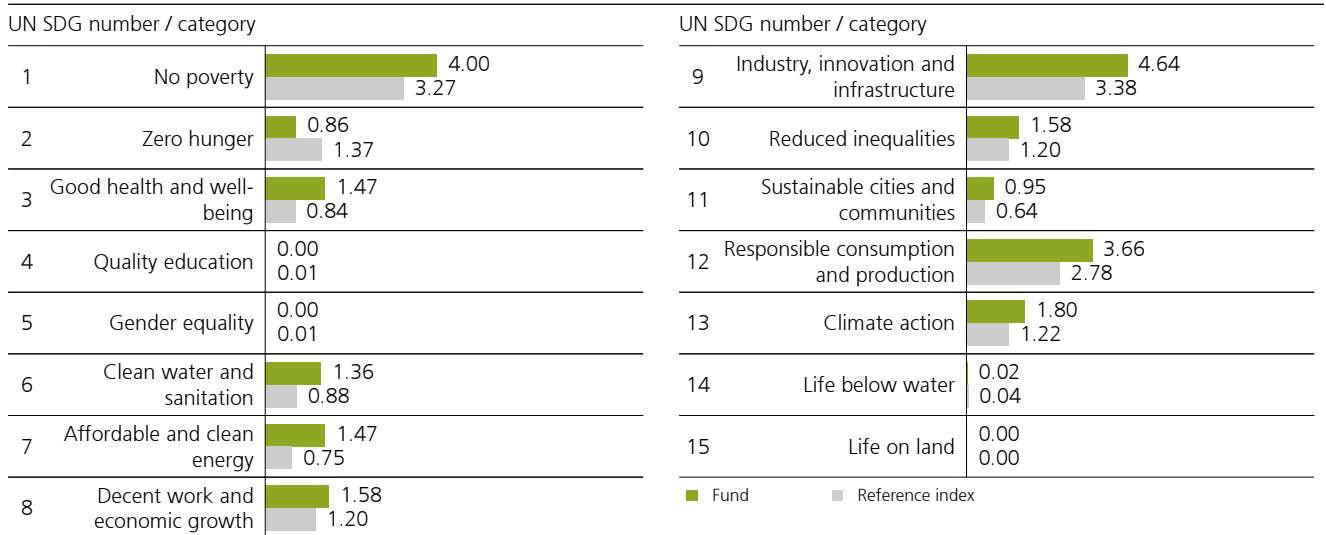 UN SDG number / category
1
No poverty
4.00
3.27
2
Zero hunger
0.86
1.37
3
Good health and well-
being
1.47
0.84
4
Quality education
0.00
0.01
5
Gender equality
0.00
0.01
6
Clean water and
sanitation
1.36
0.88
7
Affordable and clean
energy
1.47
0.75
8
Decent work and
economic growth
1.58
1.20
UN SDG number / category
9
Industry, innovation and
infrastructure
4.64
3.38
10
Reduced inequalities
1.58
1.20
11
Sustainable cities and
communities
0.95
0.64
12
Responsible consumption
and production
3.66
2.78
13
Climate action
1.80
1.22
14
Life below water
0.02
0.04
15
Life on land
0.00
0.00
Fund
Reference index